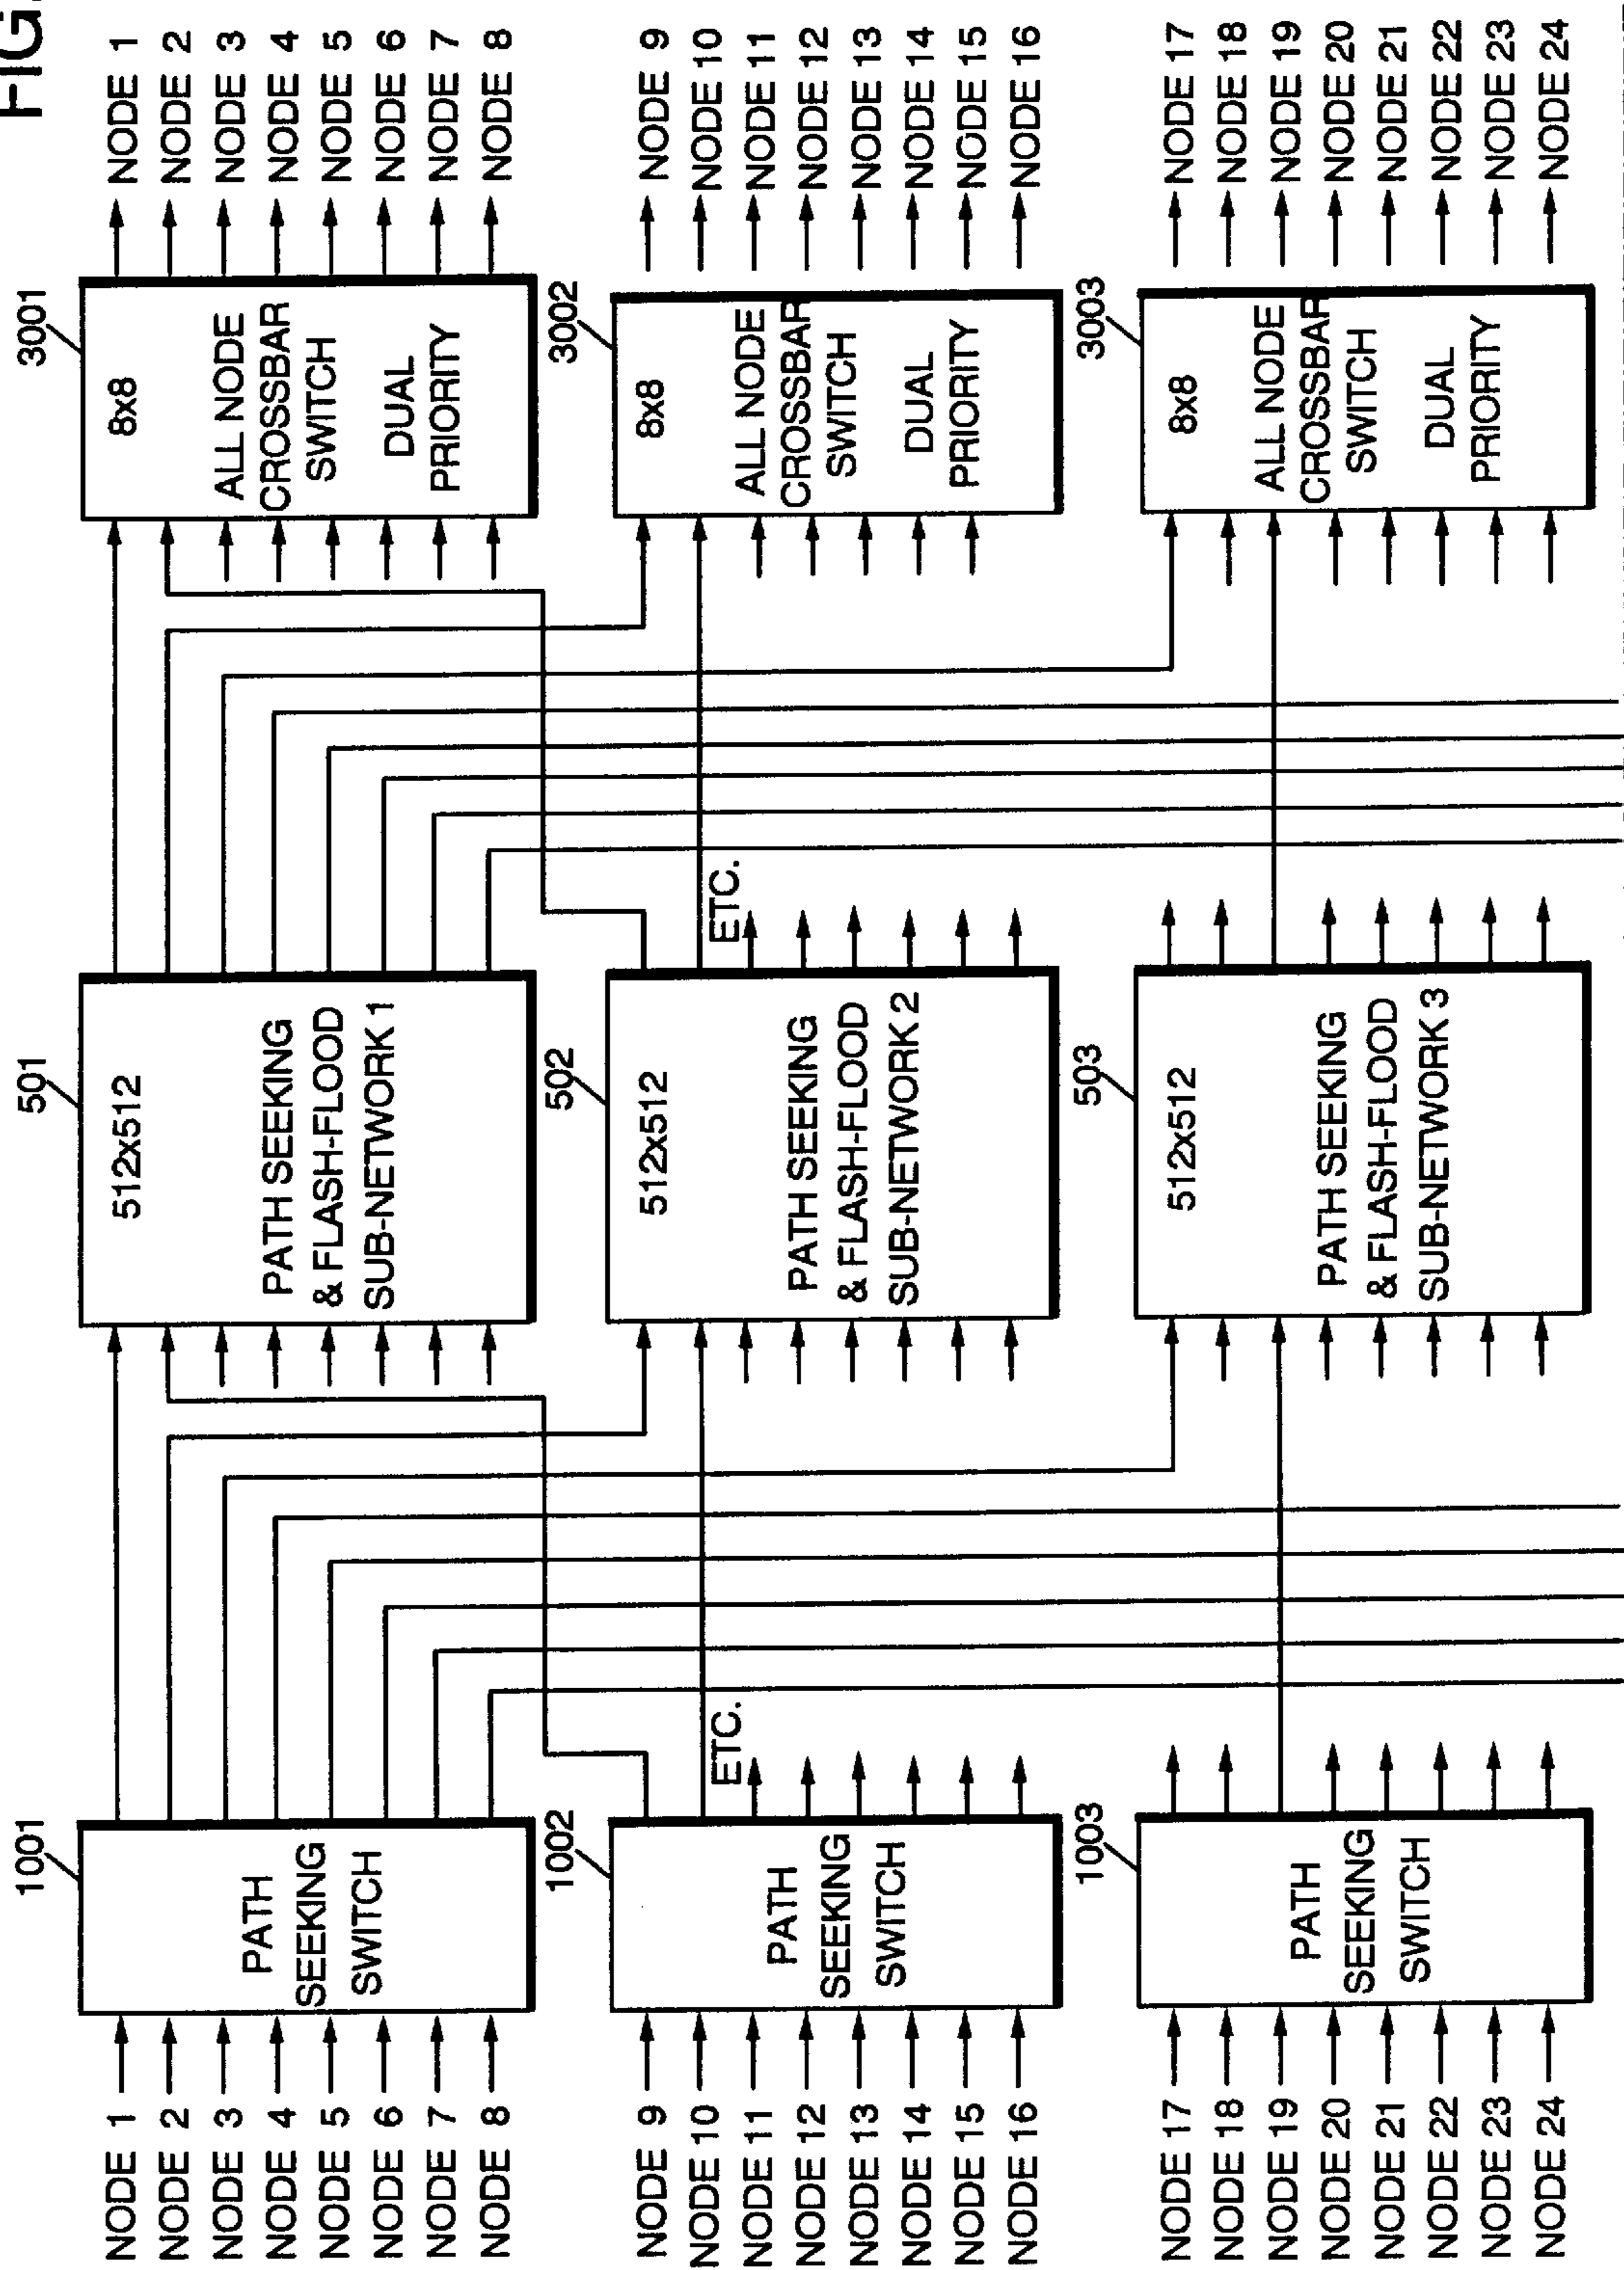 FIG.
1001
501
3001
NODE 1
NODE 2
NODE 3
NODE 4
NODE 5
NODE 6
NODE 7
NODE 8
PATH
SEEKING
SWITCH
512x512
PATH SEEKING
& FLASH-FLOOD
SUB-NETWORK 1
8x8
ALL NODE
CROSSBAR
SWITCH
DUAL
PRIORITY
NODE 1
NODE 2
NODE 3
NODE 4
NODE 5
NODE 6
NODE 7
NODE 8
1002
502
3002
NODE 9
NODE 10
NODE 11
NODE 12
NODE 13
NODE 14
NODE 15
NODE 16
PATH
SEEKING
SWITCH
ETC.
512x512
PATH SEEKING
& FLASH-FLOOD
SUB-NETWORK 2
ETC.
8x8
ALL NODE
CROSSBAR
SWITCH
DUAL
PRIORITY
NODE 9
NODE 10
NODE 11
NODE 12
NODE 13
NODE 14
NODE 15
NODE 16
1003
503
3003
NODE 17
NODE 18
NODE 19
NODE 20
NODE 21
NODE 22
NODE 23
NODE 24
PATH
SEEKING
SWITCH
512x512
PATH SEEKING
& FLASH-FLOOD
SUB-NETWORK 3
8x8
ALL NODE
CROSSBAR
SWITCH
DUAL
PRIORITY
NODE 17
NODE 18
NODE 19
NODE 20
NODE 21
NODE 22
NODE 23
NODE 24